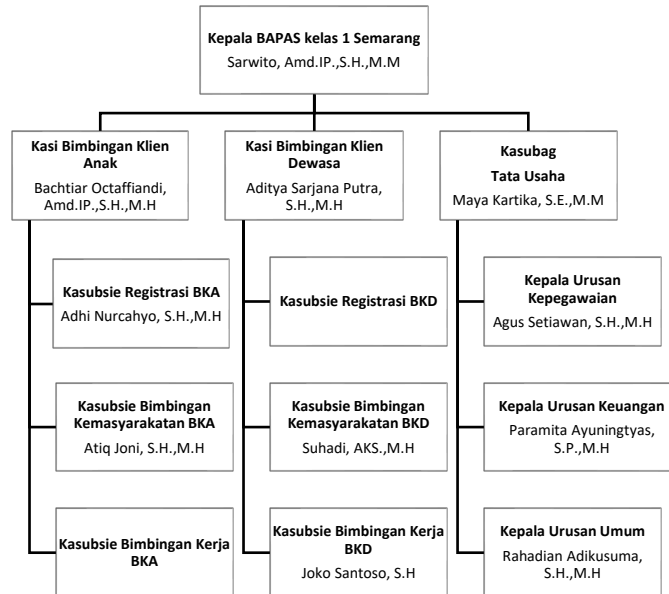 Kepala BAPAS kelas 1 Semarang
Sarwito, Amd.IP.,S.H.,M.M
Kasi Bimbingan Klien
Anak
Bachtiar Octaffiandi,
Amd.IP.,S.H.,M.H
Kasi Bimbingan Klien
Dewasa
Aditya Sarjana Putra,
S.H.,M.H
Kasubag
Tata Usaha
Maya Kartika, S.E.,M.M
Kasubsie Registrasi BKA
Adhi Nurcahyo, S.H.,M.H
Kasubsie Registrasi BKD
Kepala Urusan
Kepegawaian
Agus Setiawan, S.H.,M.H
Kasubsie Bimbingan
Kemasyarakatan BKA
Atiq Joni, S.H.,M.H
Kasubsie Bimbingan
Kemasyarakatan BKD
Suhadi, AKS.,M.H
Kepala Urusan Keuangan
Paramita Ayuningtyas,
S.P.,M.H
Kasubsie Bimbingan Kerja
BKA
Kasubsie Bimbingan Kerja
BKD
Joko Santoso, S.H
Kepala Urusan Umum
Rahadian Adikusuma,
S.H.,M.H